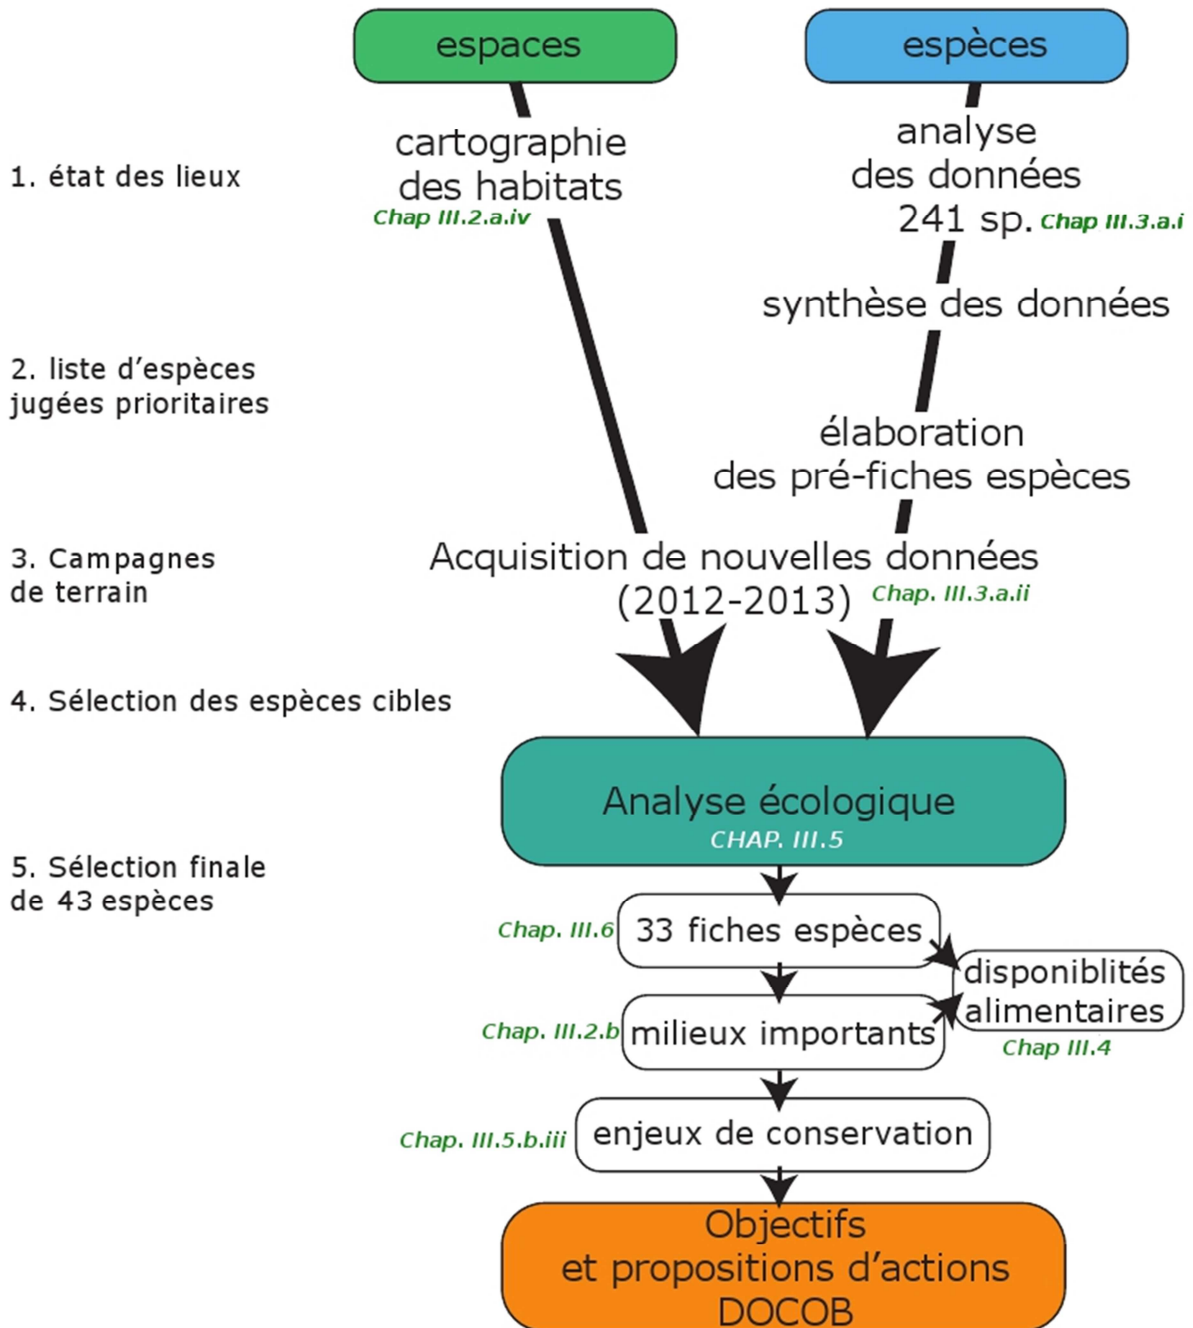 espaces
espèces
1. état des lieux
cartographie
des habitats
Chap III.2.a.iv
analyse
des données
241 sp. Chap III.3.a.i
synthèse des données
2. liste d'espèces
jugées prioritaires
élaboration
des pré-fiches espèces
3. Campagnes
de terrain
Acquisition de nouvelles données
(2012-2013) Chap. III.3.a.ii
4. Sélection des espèces cibles
Analyse écologique
CHAP. III.5
5. Sélection finale
de 43 espèces
Chap. III.6
33 fiches espèces
disponiblités
alimentaires
Chap III.4
Chap. III.2.b
milieux importants
Chap. III.5.b.iii
enjeux de conservation
Objectifs
et propositions d'actions
DOCOB